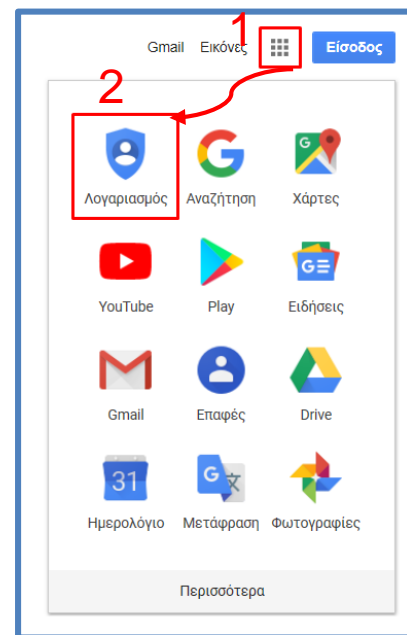 1
Gmail Εικόνες Είσοδος
2
G G
Λογαριασμός Αναζήτηση Χάρτες
G
YouTube Play Ειδήσεις
Gmail Επαφές Drive
31 G 文
Ημερολόγιο Μετάφραση Φωτογραφίες
Περισσότερα